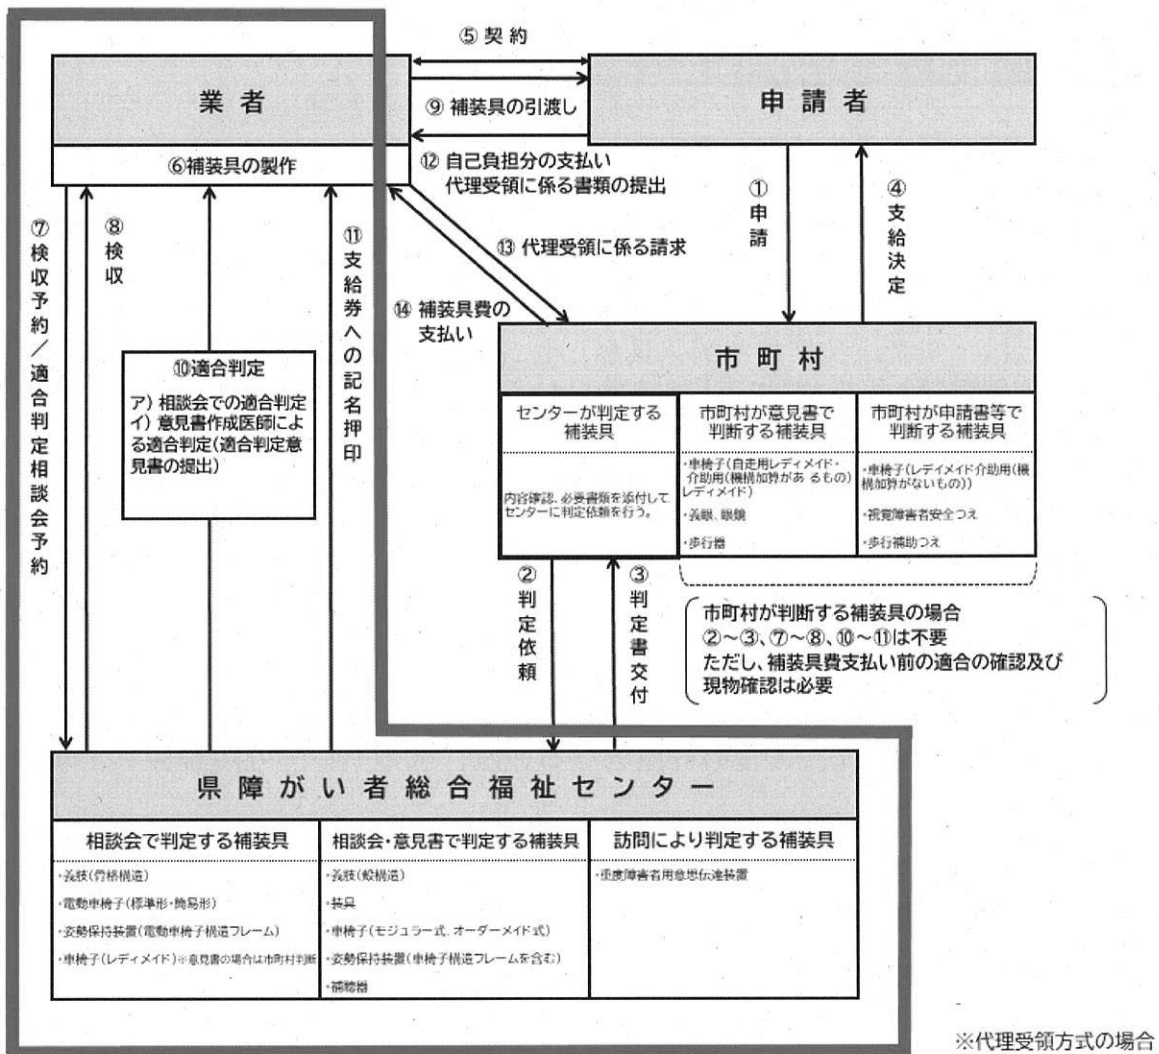 ⑤ 契約
業者
申請者
⑨ 補装具の引渡し
⑥補装具の製作
⑫ 自己負担分の支払い
代理受領に係る書類の提出
①申請
④支給決定
⑦検収予約／適合判定相談会予約
⑧検収
⑪支給券への記名押印
⑬ 代理受領に係る請求
⑭ 補装具費の
支払い
⑩適合判定
ア）相談会での適合判定
イ）意見書作成医師によ
る適合判定(適合判定意
見書の提出）
市町村
センターが判定する
補装具
内容確認、必要書類を添付して
センターに判定依頼を行う。
市町村が意見書で
判断する補装具
・車椅子(自走用レディメイド・
介助用(機構加算があ るもの)
レディメイド)
・義眼、眼鏡
・歩行器
市町村が申請書等で
判断する補装具
・車椅子(レディメイド介助用(機
構加算がないもの))
・視覚障害者安全つえ
・歩行補助つえ
②判定依頼
③判定書交付
市町村が判断する補装具の場合
②～③、⑦～⑧、⑩～⑪は不要
ただし、補装具費支払い前の適合の確認及び
現物確認は必要
県障がい者総合福祉センター
相談会で判定する補装具
・義肢(骨格構造)
・電動車椅子(標準形・簡易形)
・姿勢保持装置(電動車椅子構造フレーム)
・車椅子(レディメイド)※意見書の場合は市町村判断
相談会・意見書で判定する補装具
・義肢(殻構造)
・装具
・車椅子(モジュラー式、オーダーメイド式)
・姿勢保持装置(車椅子構造フレームを含む)
・補聴器
訪問により判定する補装具
・重度障害者用意思伝達装置
※代理受領方式の場合